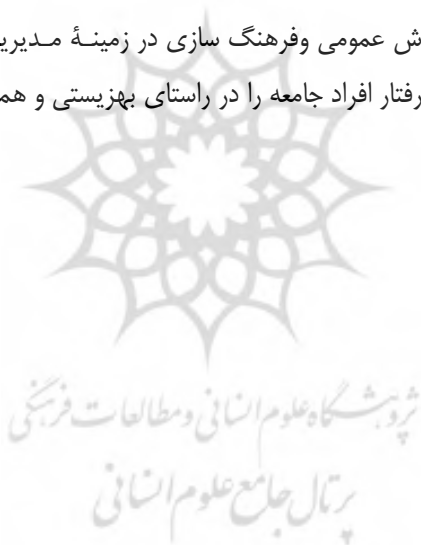 ش عمومی وفرهنگ سازی در زمینـۀ مـدیری
رفتار افراد جامعه را در راستای بهزیستی و هم
پژوهشگاه علوم انسانی و مطالعات فرهنگی
پرتال جامع علوم انسانی